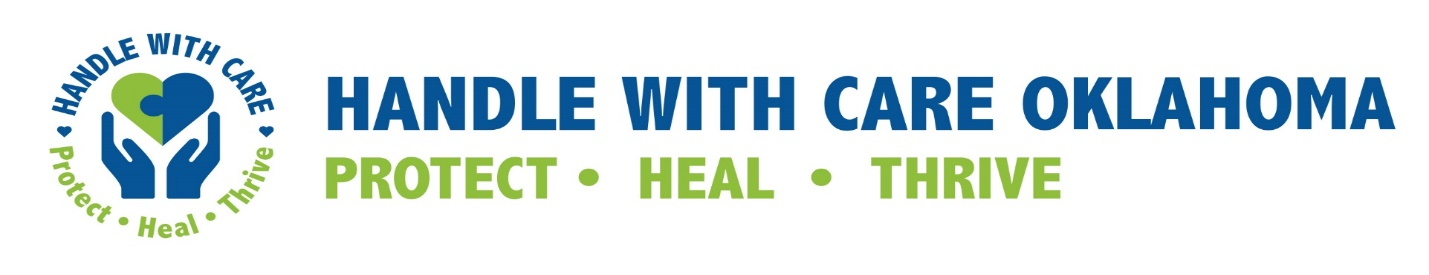 HANDLE WITH CARE
Protect • Heal • Thrive
HANDLE WITH CARE OKLAHOMA
PROTECT • HEAL • THRIVE